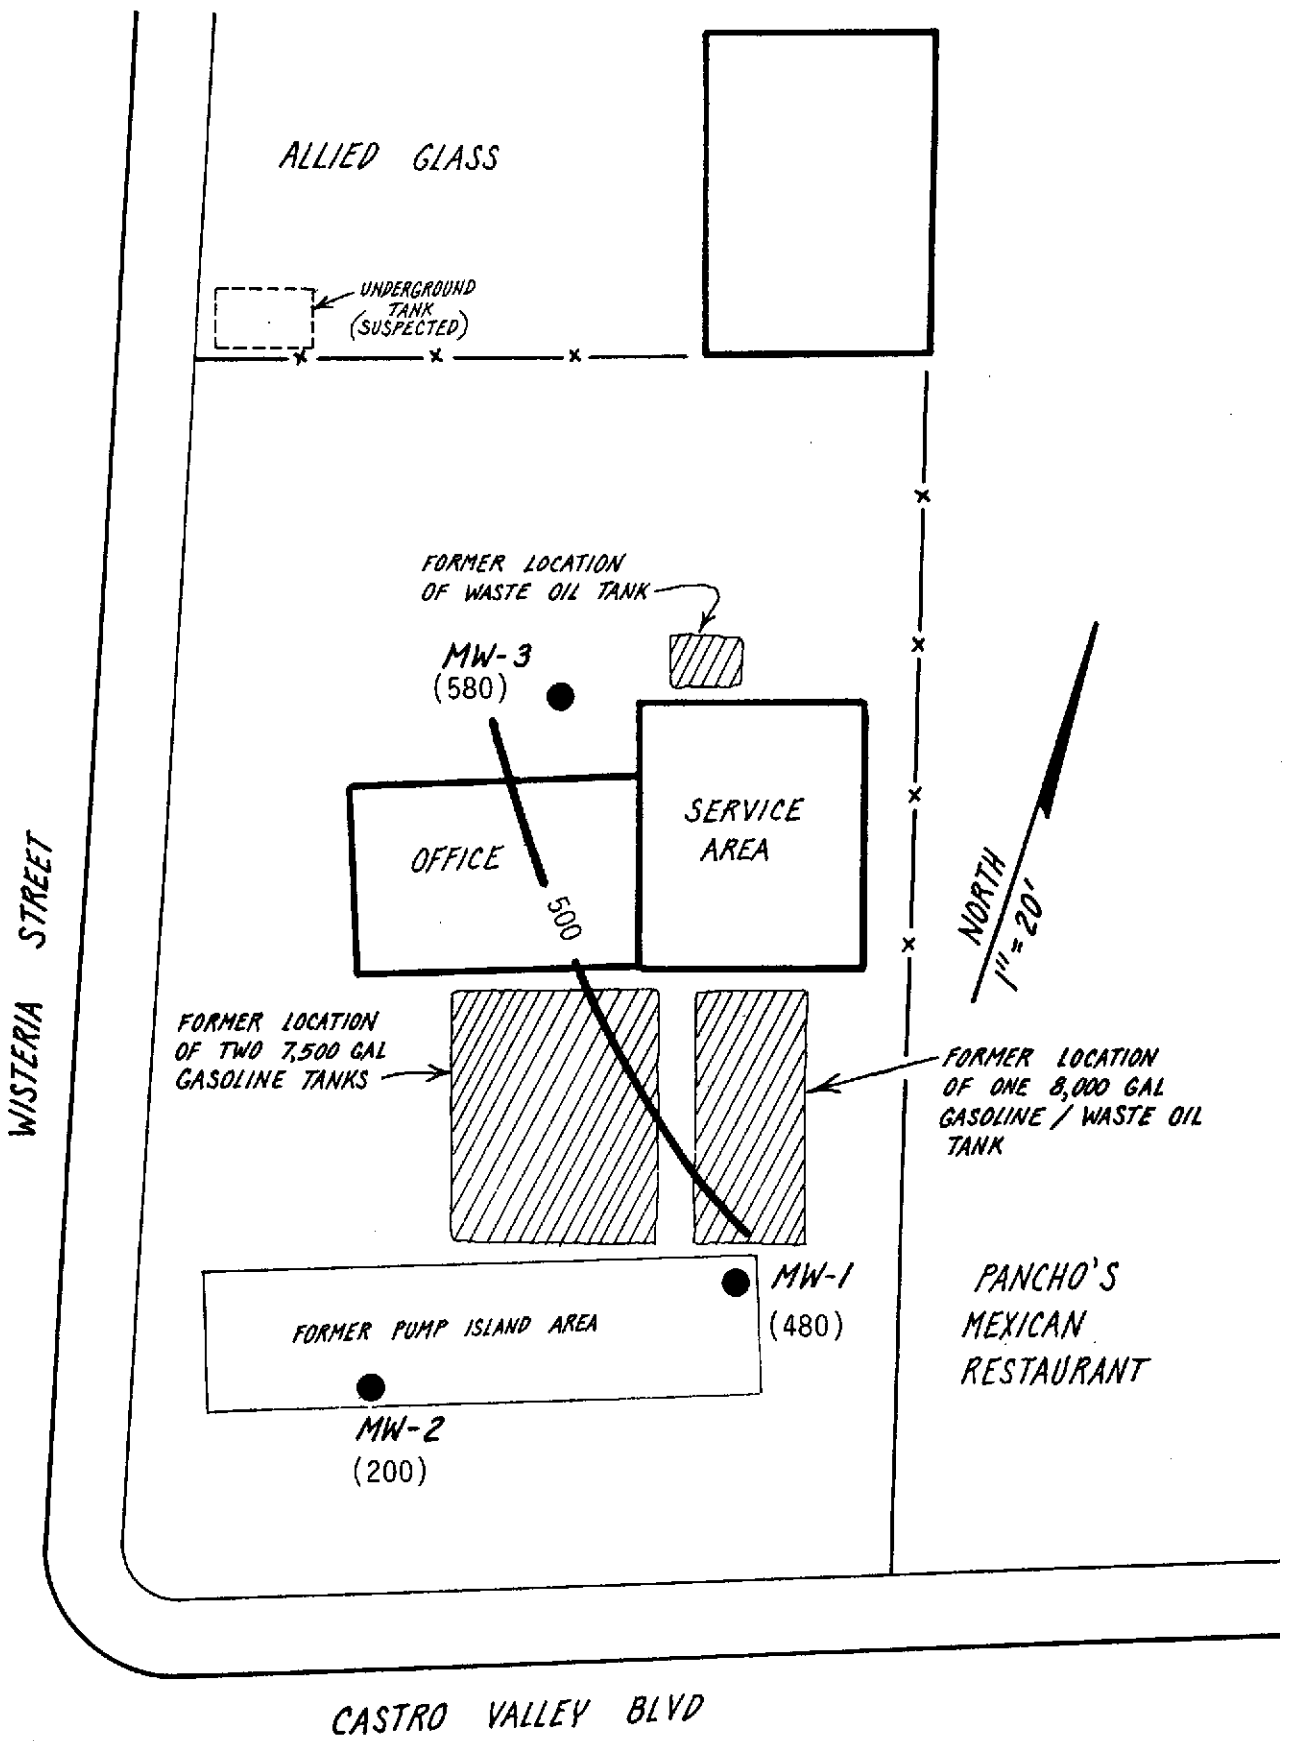 ALLIED GLASS
UNDERGROUND
TANK
(SUSPECTED)
FORMER LOCATION
OF WASTE OIL TANK
MW-3
(580)
SERVICE
AREA
OFFICE
500
NORTH
1" = 20'
WISTERIA STREET
FORMER LOCATION
OF TWO 7,500 GAL
GASOLINE TANKS
FORMER LOCATION
OF ONE 8,000 GAL
GASOLINE / WASTE OIL
TANK
MW-1
(480)
PANCHO'S
MEXICAN
RESTAURANT
FORMER PUMP ISLAND AREA
MW-2
(200)
CASTRO VALLEY BLVD